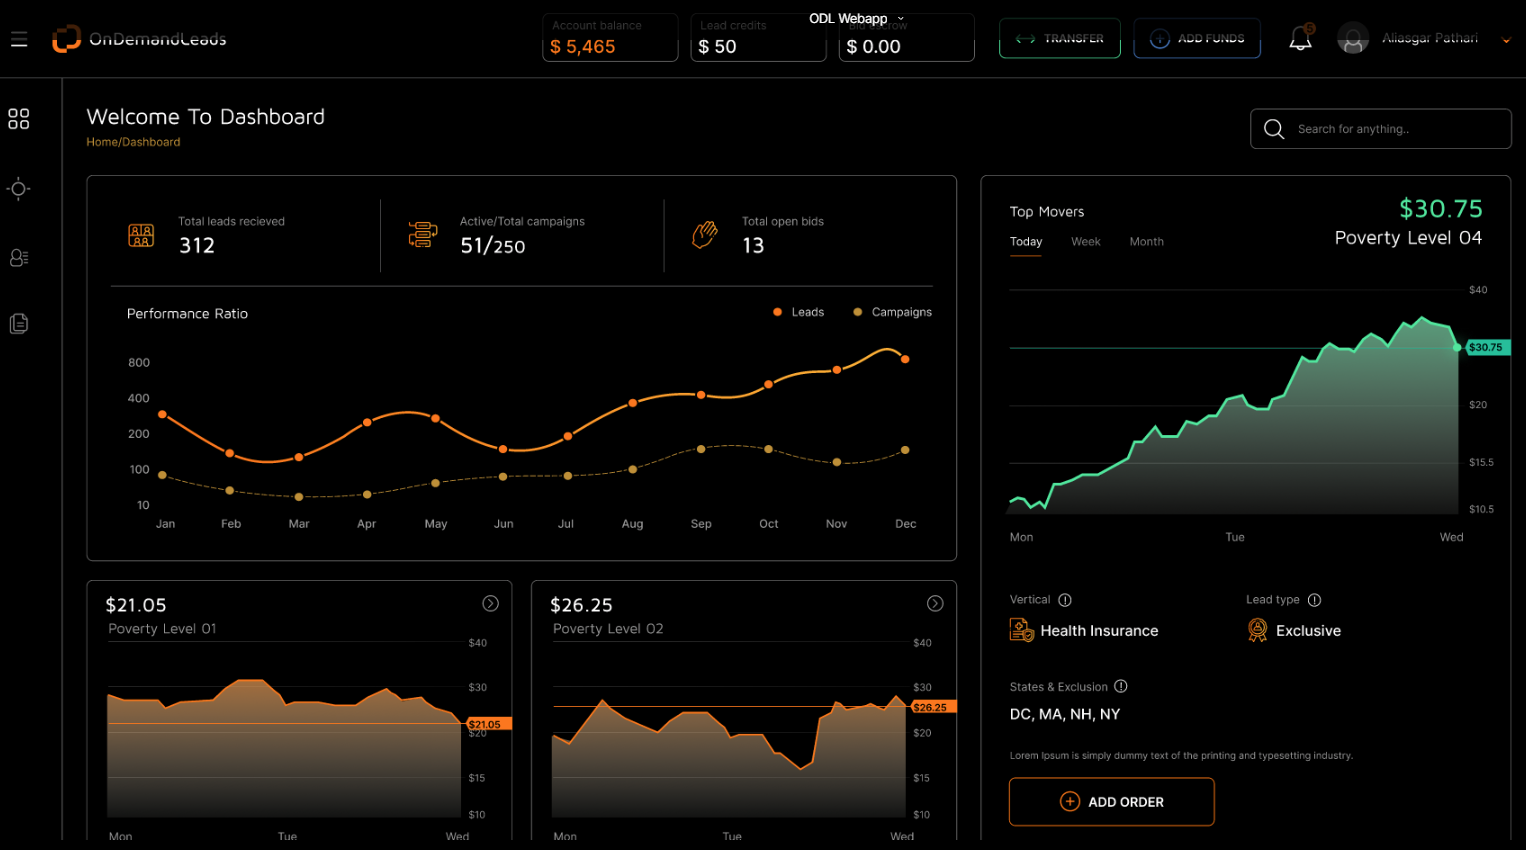 ODL Webapp
OnDemandLeads
Account balance
$ 5,465
Lead credits
$ 50
Bid escrow
$ 0.00
TRANSFER
ADD FUNDS
5
Aliasgar Pathari
Welcome To Dashboard
Home/Dashboard
Search for anything..
Total leads recieved
312
Active/Total campaigns
51/250
Total open bids
13
Performance Ratio
Leads
Campaigns
800
400
200
100
10
Jan Feb Mar Apr May Jun Jul Aug Sep Oct Nov Dec
$21.05
Poverty Level 01
$40
$30
$21.05
$20
$15
$10
Mon Tue Wed
$26.25
Poverty Level 02
$40
$30
$26.25
$20
$15
$10
Mon Tue Wed
Top Movers
Today Week Month
$30.75
Poverty Level 04
$40
$30.75
$20
$15.5
$10.5
Mon Tue Wed
Vertical
Health Insurance
Lead type
Exclusive
States & Exclusion
DC, MA, NH, NY
Lorem Ipsum is simply dummy text of the printing and typesetting industry.
ADD ORDER